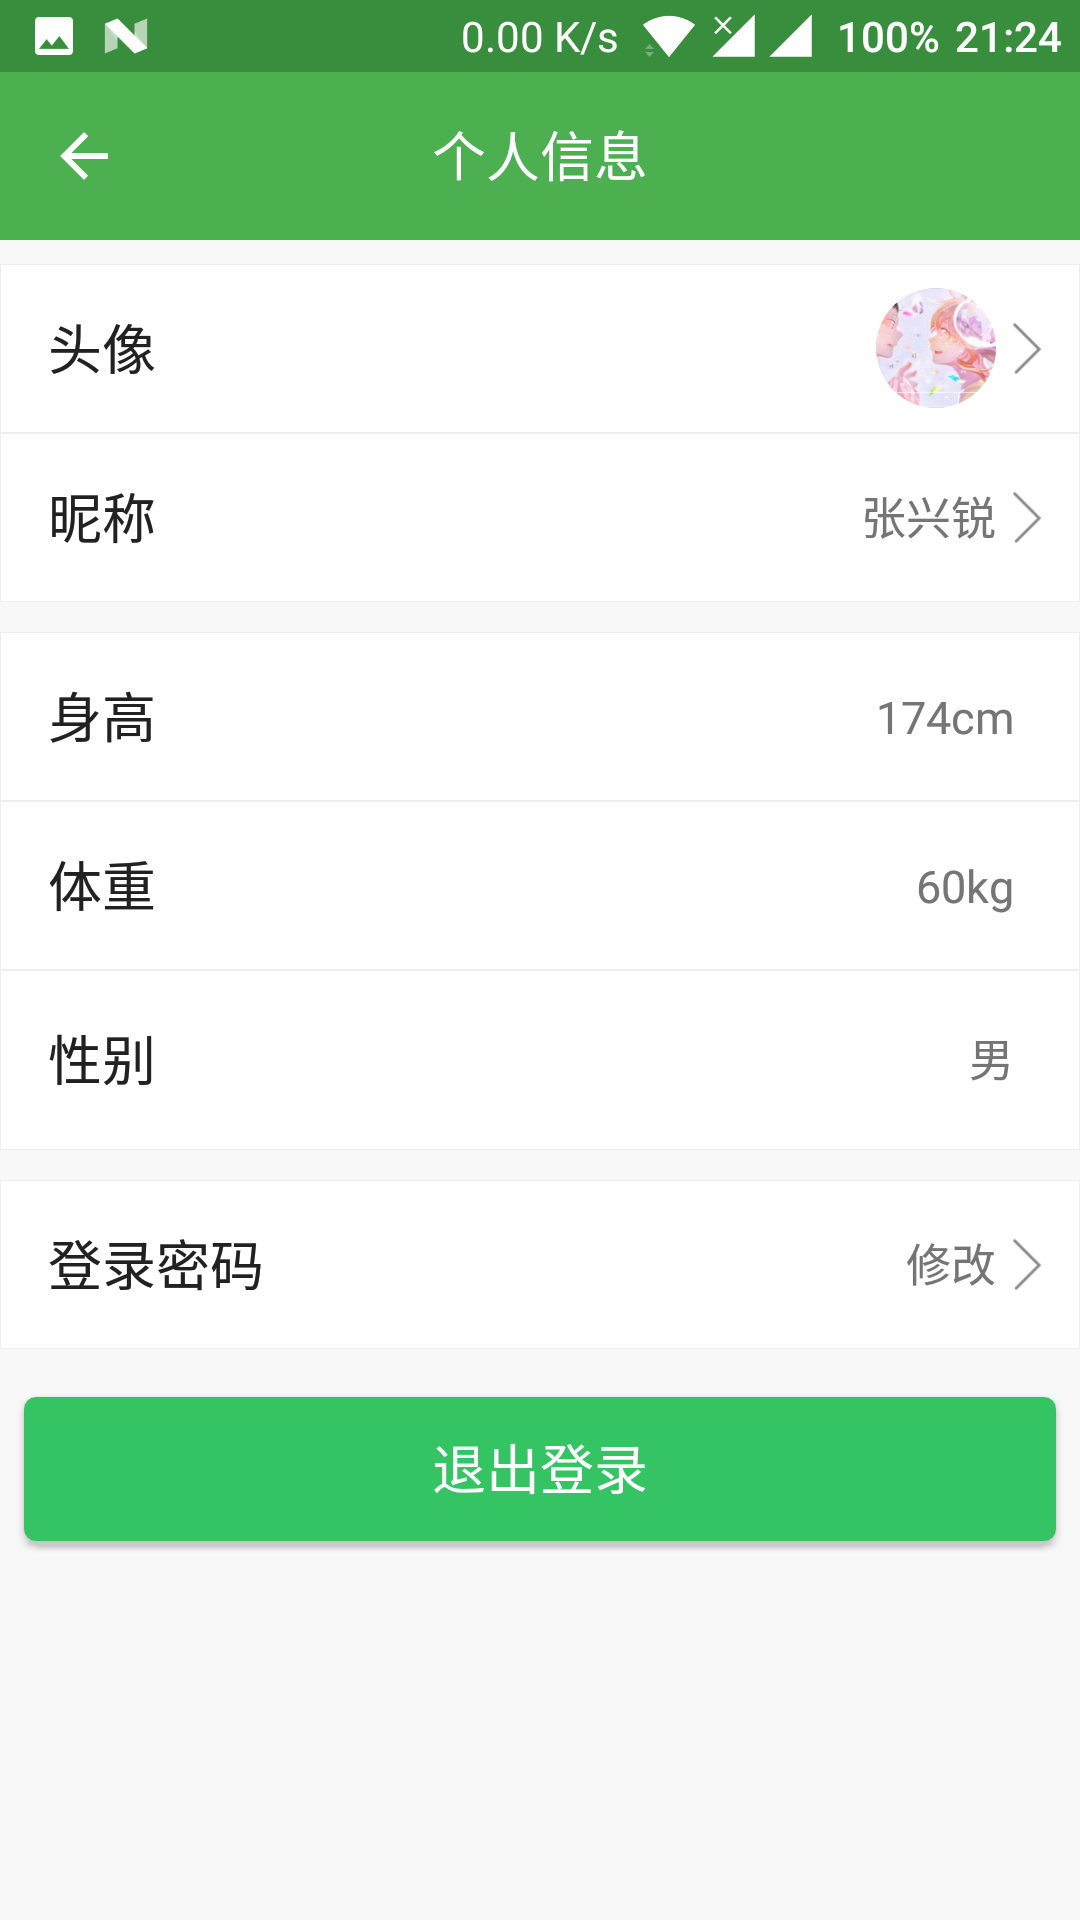 0.00 K/s 100% 21:24
个人信息
头像
昵称 张兴锐
身高 174cm
体重 60kg
性别 男
登录密码 修改
退出登录